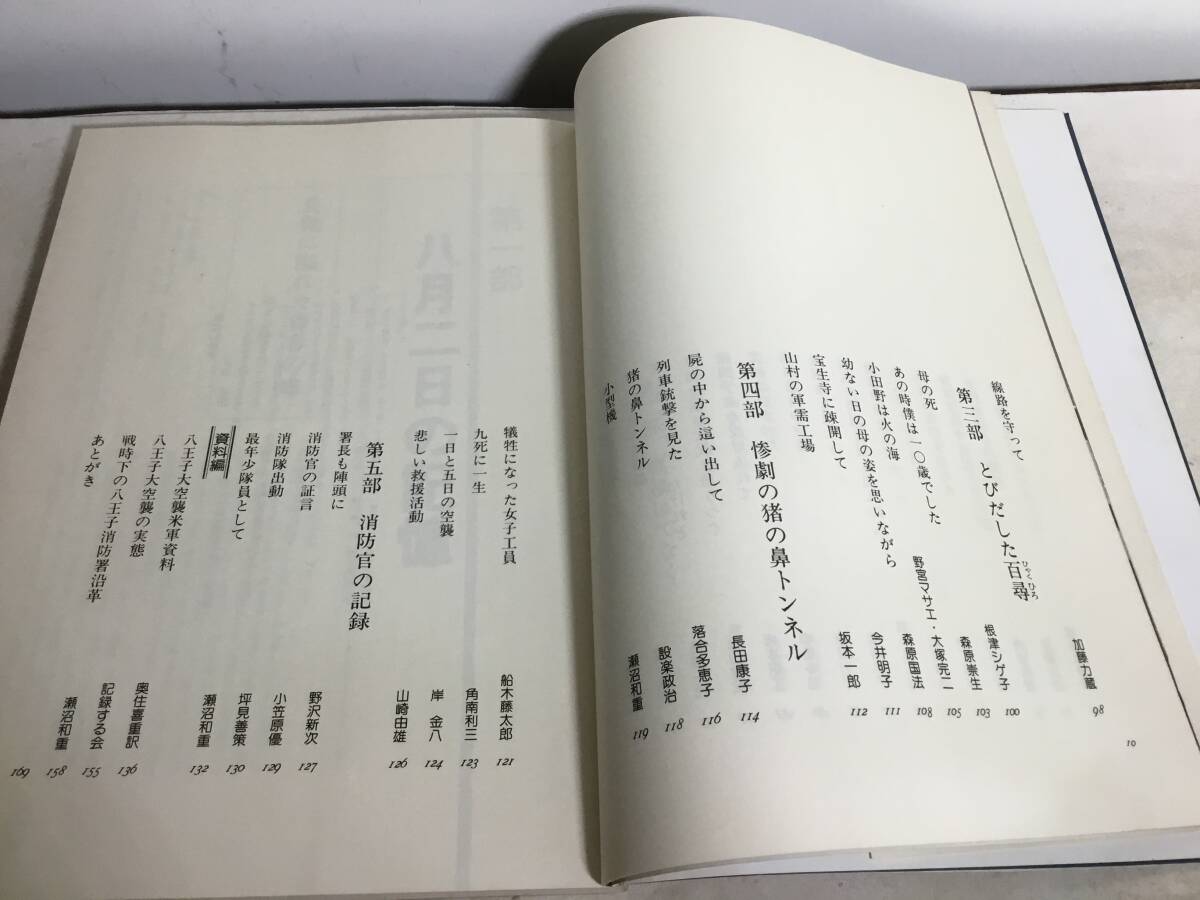 線路を守って 加藤力蔵 98
第三部 とびだした百尋
ひゃくひろ
母の死 根津シゲ子 100
あの時僕は一〇歳でした 森原崇生 103
小田野は火の海 野宮マサエ・大塚完二 105
幼ない日の母の姿を思いながら 森原国法 108
宝生寺に疎開して 今井明子 111
山村の軍需工場 坂本一郎 112
第四部 惨劇の猪の鼻トンネル
屍の中から這い出して 長田康子 114
列車銃撃を見た 落合多恵子 116
猪の鼻トンネル 設楽政治 118
小型機 瀬沼和重 119
10
犠牲になった女子工員 船木藤太郎 121
九死に一生 角南利三 123
一日と五日の空襲 岸 金八 124
悲しい救援活動 山崎由雄 126
第五部 消防官の記録
署長も陣頭に 野沢新次 127
消防官の証言 小笠原優 129
消防隊出動 坪見善策 130
最年少隊員として 瀬沼和重 132
資料編
八王子大空襲米軍資料 奥住喜重訳 136
八王子大空襲の実態 記録する会 155
戦時下の八王子消防署沿革 瀬沼和重 158
あとがき 169